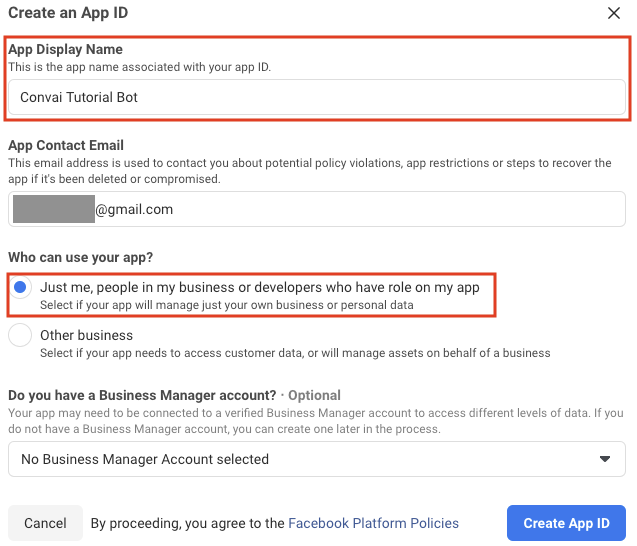 Create an App ID
App Display Name
This is the app name associated with your app ID.
Convai Tutorial Bot
App Contact Email
This email address is used to contact you about potential policy violations, app restrictions or steps to recover the
app if it's been deleted or compromised.
@gmail.com
Who can use your app?
Just me, people in my business or developers who have role on my app
Select if your app will manage just your own business or personal data
Other business
Select if your app needs to access customer data, or will manage assets on behalf of a business
Do you have a Business Manager account? · Optional
Your app may need to be connected to a verified Business Manager account to access different levels of data. If you
do not have a Business Manager account, you can create one later in the process.
No Business Manager Account selected
Cancel By proceeding, you agree to the Facebook Platform Policies Create App ID